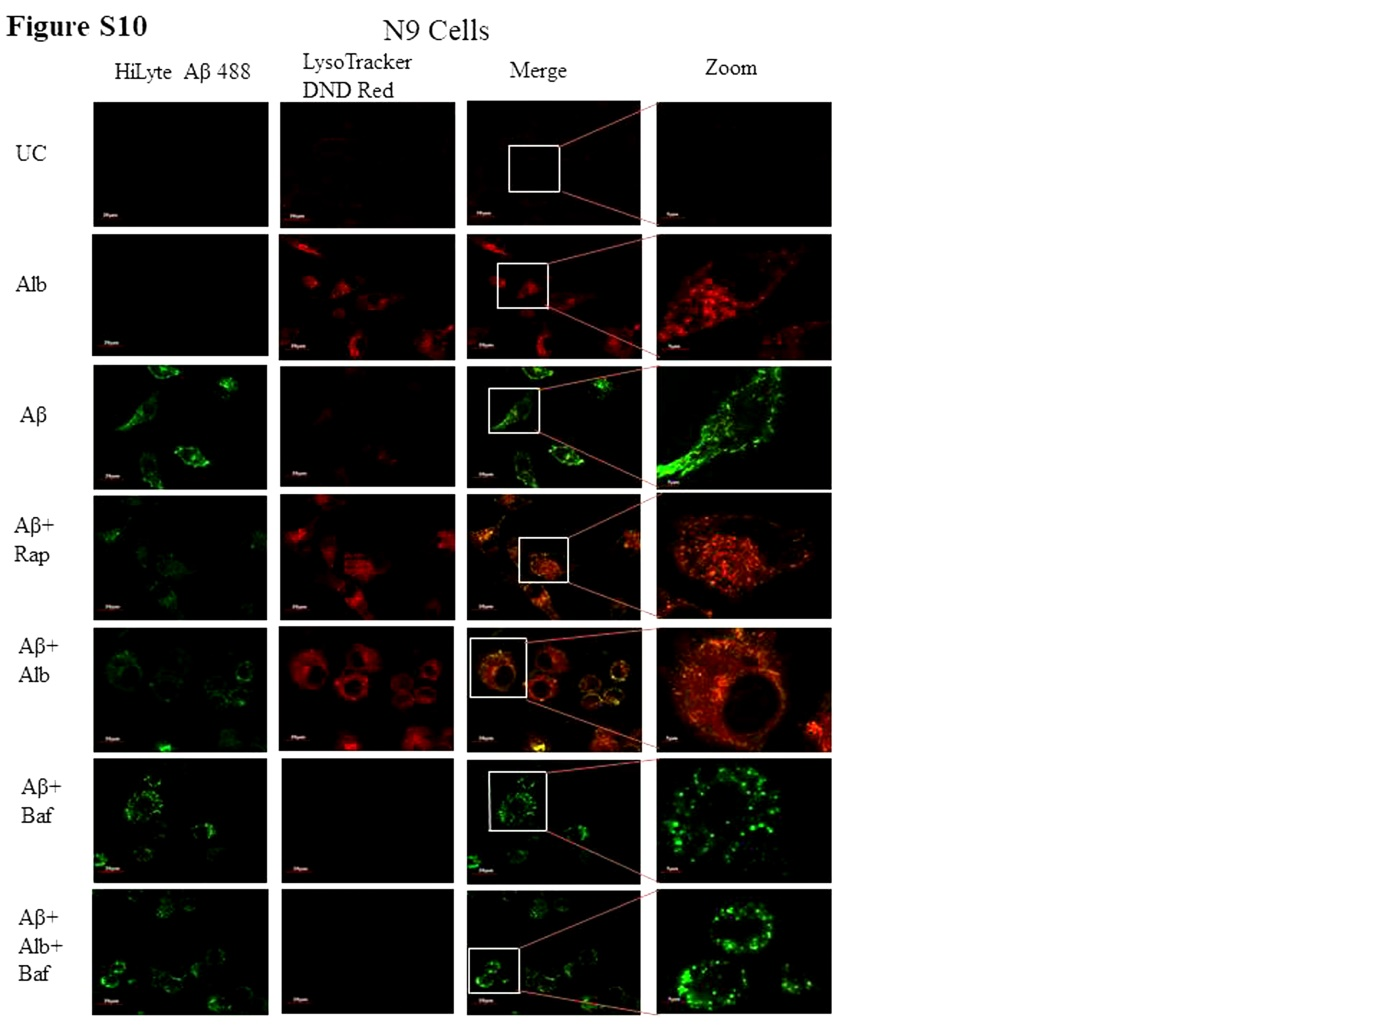 Figure S10
N9 Cells
HiLyte Aβ 488
LysoTracker
DND Red
Merge
Zoom
UC
Alb
Aβ
Aβ+
Rap
Aβ+
Alb
Aβ+
Baf
Aβ+
Alb+
Baf